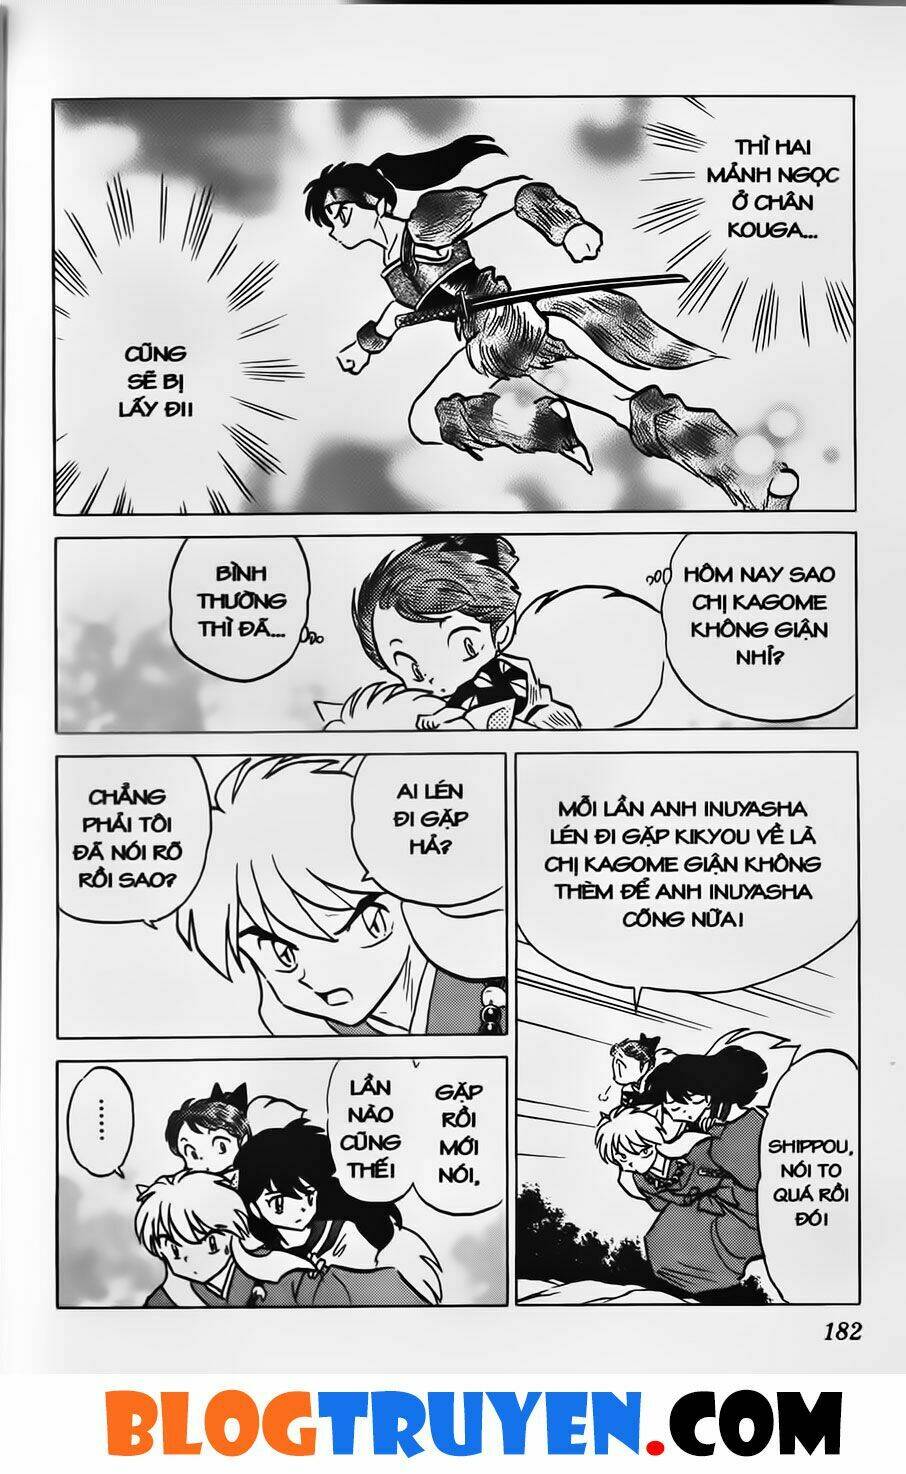 THÌ HAI
MẢNH NGỌC
Ở CHÂN
KOUGA...
CŨNG
SẼ BỊ
LẤY ĐI!
HÔM NAY SAO
CHỊ KAGOME
KHÔNG GIẬN
NHỈ?
BÌNH
THƯỜNG
THÌ ĐÃ...
MỖI LẦN ANH INUYASHA
LÉN ĐI GẶP KIKYOU VỀ LÀ
CHỊ KAGOME GIẬN KHÔNG
THÈM ĐỂ ANH INUYASHA
CÕNG NỮA!
SHIPPOU,
NÓI TO
QUÁ RỒI
ĐÓ!
AI LÉN
ĐI GẶP
HẢ?
CHẲNG
PHẢI TÔI
ĐÃ NÓI RÕ
RỒI SAO?
GẶP
RỒI
MỚI
NÓI,
LẦN
NÀO
CŨNG
THẾ!
......
182
BLOGTRUYEN.COM